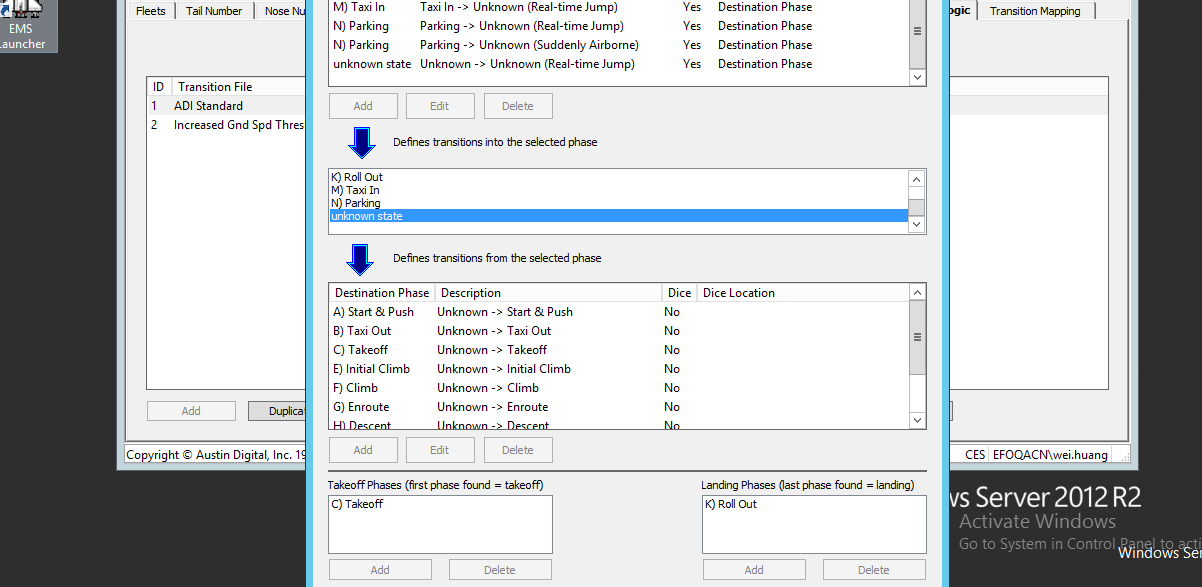 EMS
Launcher
Fleets
Tail Number
Nose Nu
ogic
Transition Mapping
ID Transition File
1 ADI Standard
2 Increased Gnd Spd Thres
Add
Duplicat
Copyright © Austin Digital, Inc. 19
M) Taxi In Taxi In -> Unknown (Real-time Jump) Yes Destination Phase
N) Parking Parking -> Unknown (Real-time Jump) Yes Destination Phase
N) Parking Parking -> Unknown (Suddenly Airborne) Yes Destination Phase
unknown state Unknown -> Unknown (Real-time Jump) Yes Destination Phase
Add Edit Delete
Defines transitions into the selected phase
K) Roll Out
M) Taxi In
N) Parking
unknown state
Defines transitions from the selected phase
Destination Phase Description Dice Dice Location
A) Start & Push Unknown -> Start & Push No
B) Taxi Out Unknown -> Taxi Out No
C) Takeoff Unknown -> Takeoff No
E) Initial Climb Unknown -> Initial Climb No
F) Climb Unknown -> Climb No
G) Enroute Unknown -> Enroute No
H) Descent Unknown -> Descent No
Add Edit Delete
Takeoff Phases (first phase found = takeoff)
C) Takeoff
Add Delete
Landing Phases (last phase found = landing)
K) Roll Out
Add Delete
CES EFOQACN\wei.huang
ws Server 2012 R2
Activate Windows
Go to System in Control Panel to acti
Windows Ser